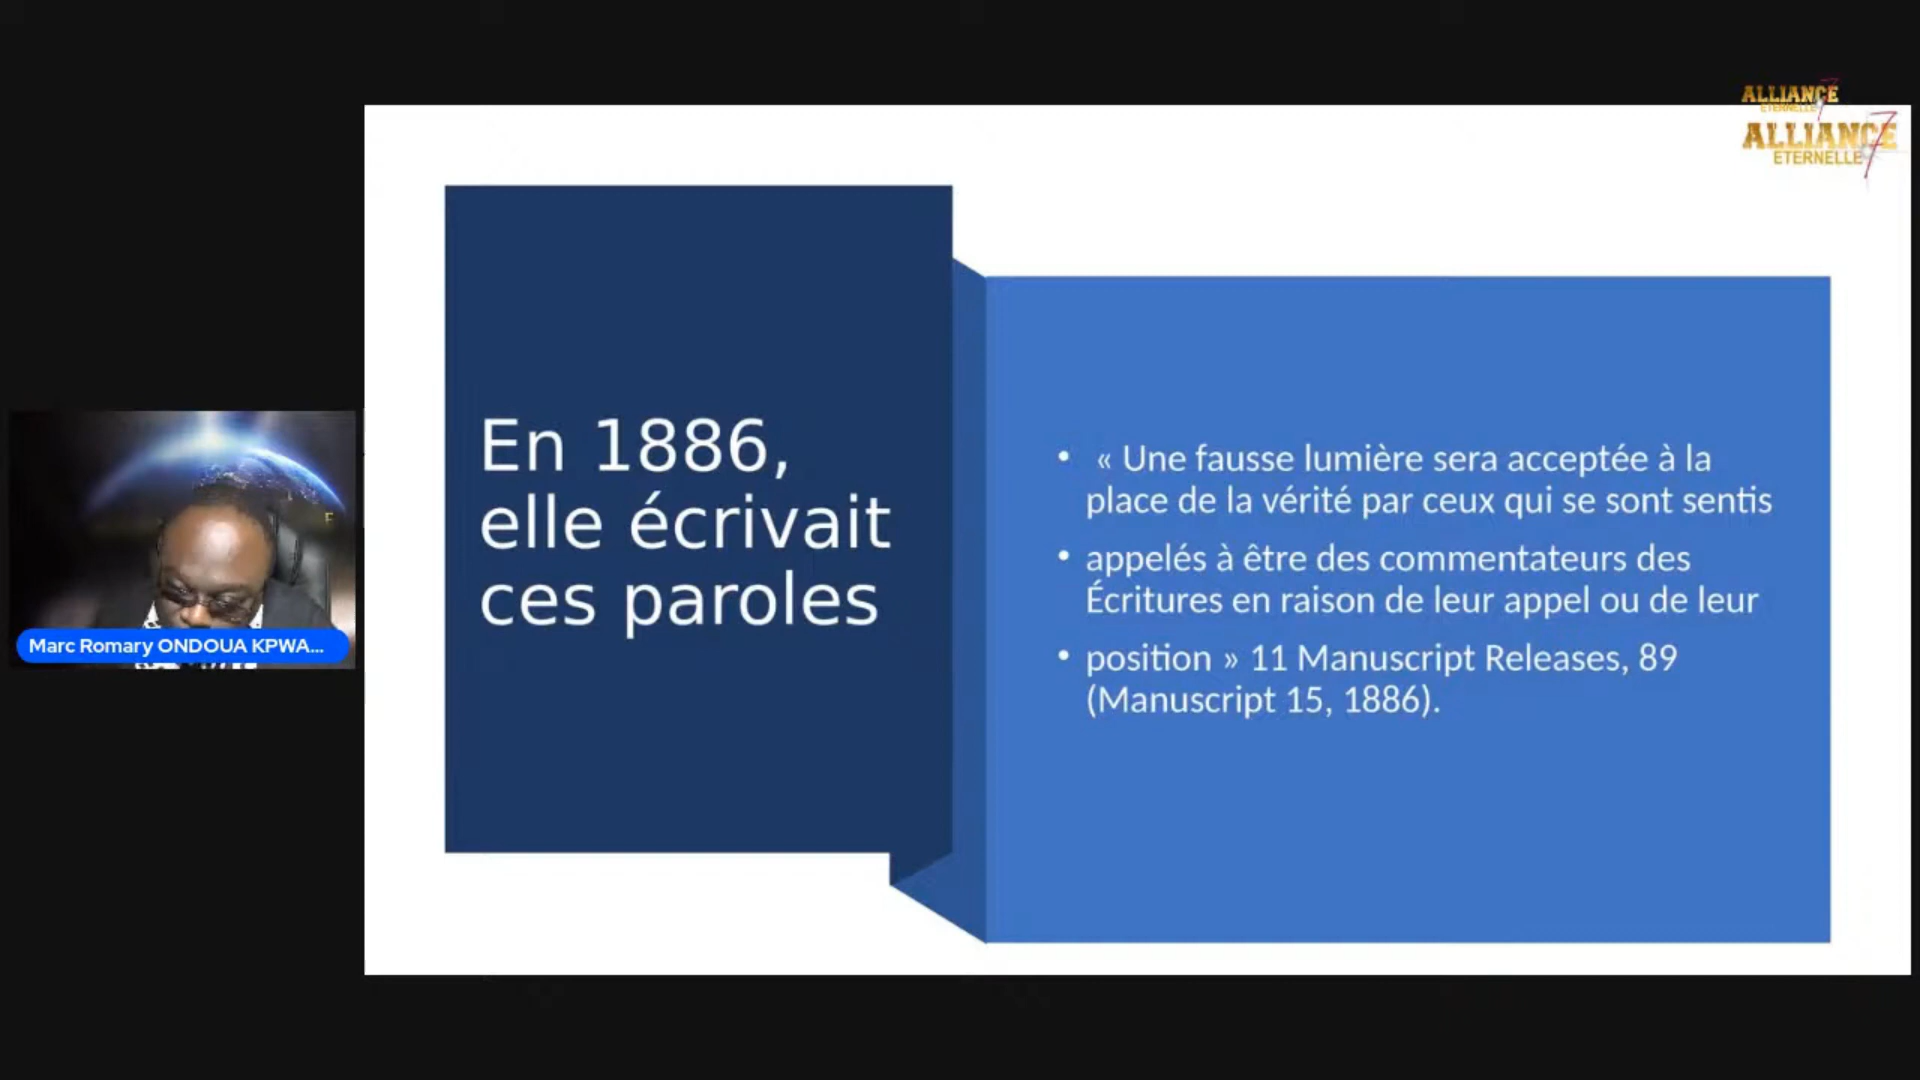 ALLIANCE
ETERNELLE
ALLIANCE 7
ETERNELLE
En 1886,
elle écrivait
ces paroles
• « Une fausse lumière sera acceptée à la
place de la vérité par ceux qui se sont sentis
• appelés à être des commentateurs des
Écritures en raison de leur appel ou de leur
• position » 11 Manuscript Releases, 89
(Manuscript 15, 1886).
F
Marc Romary ONDOUA KPWA...